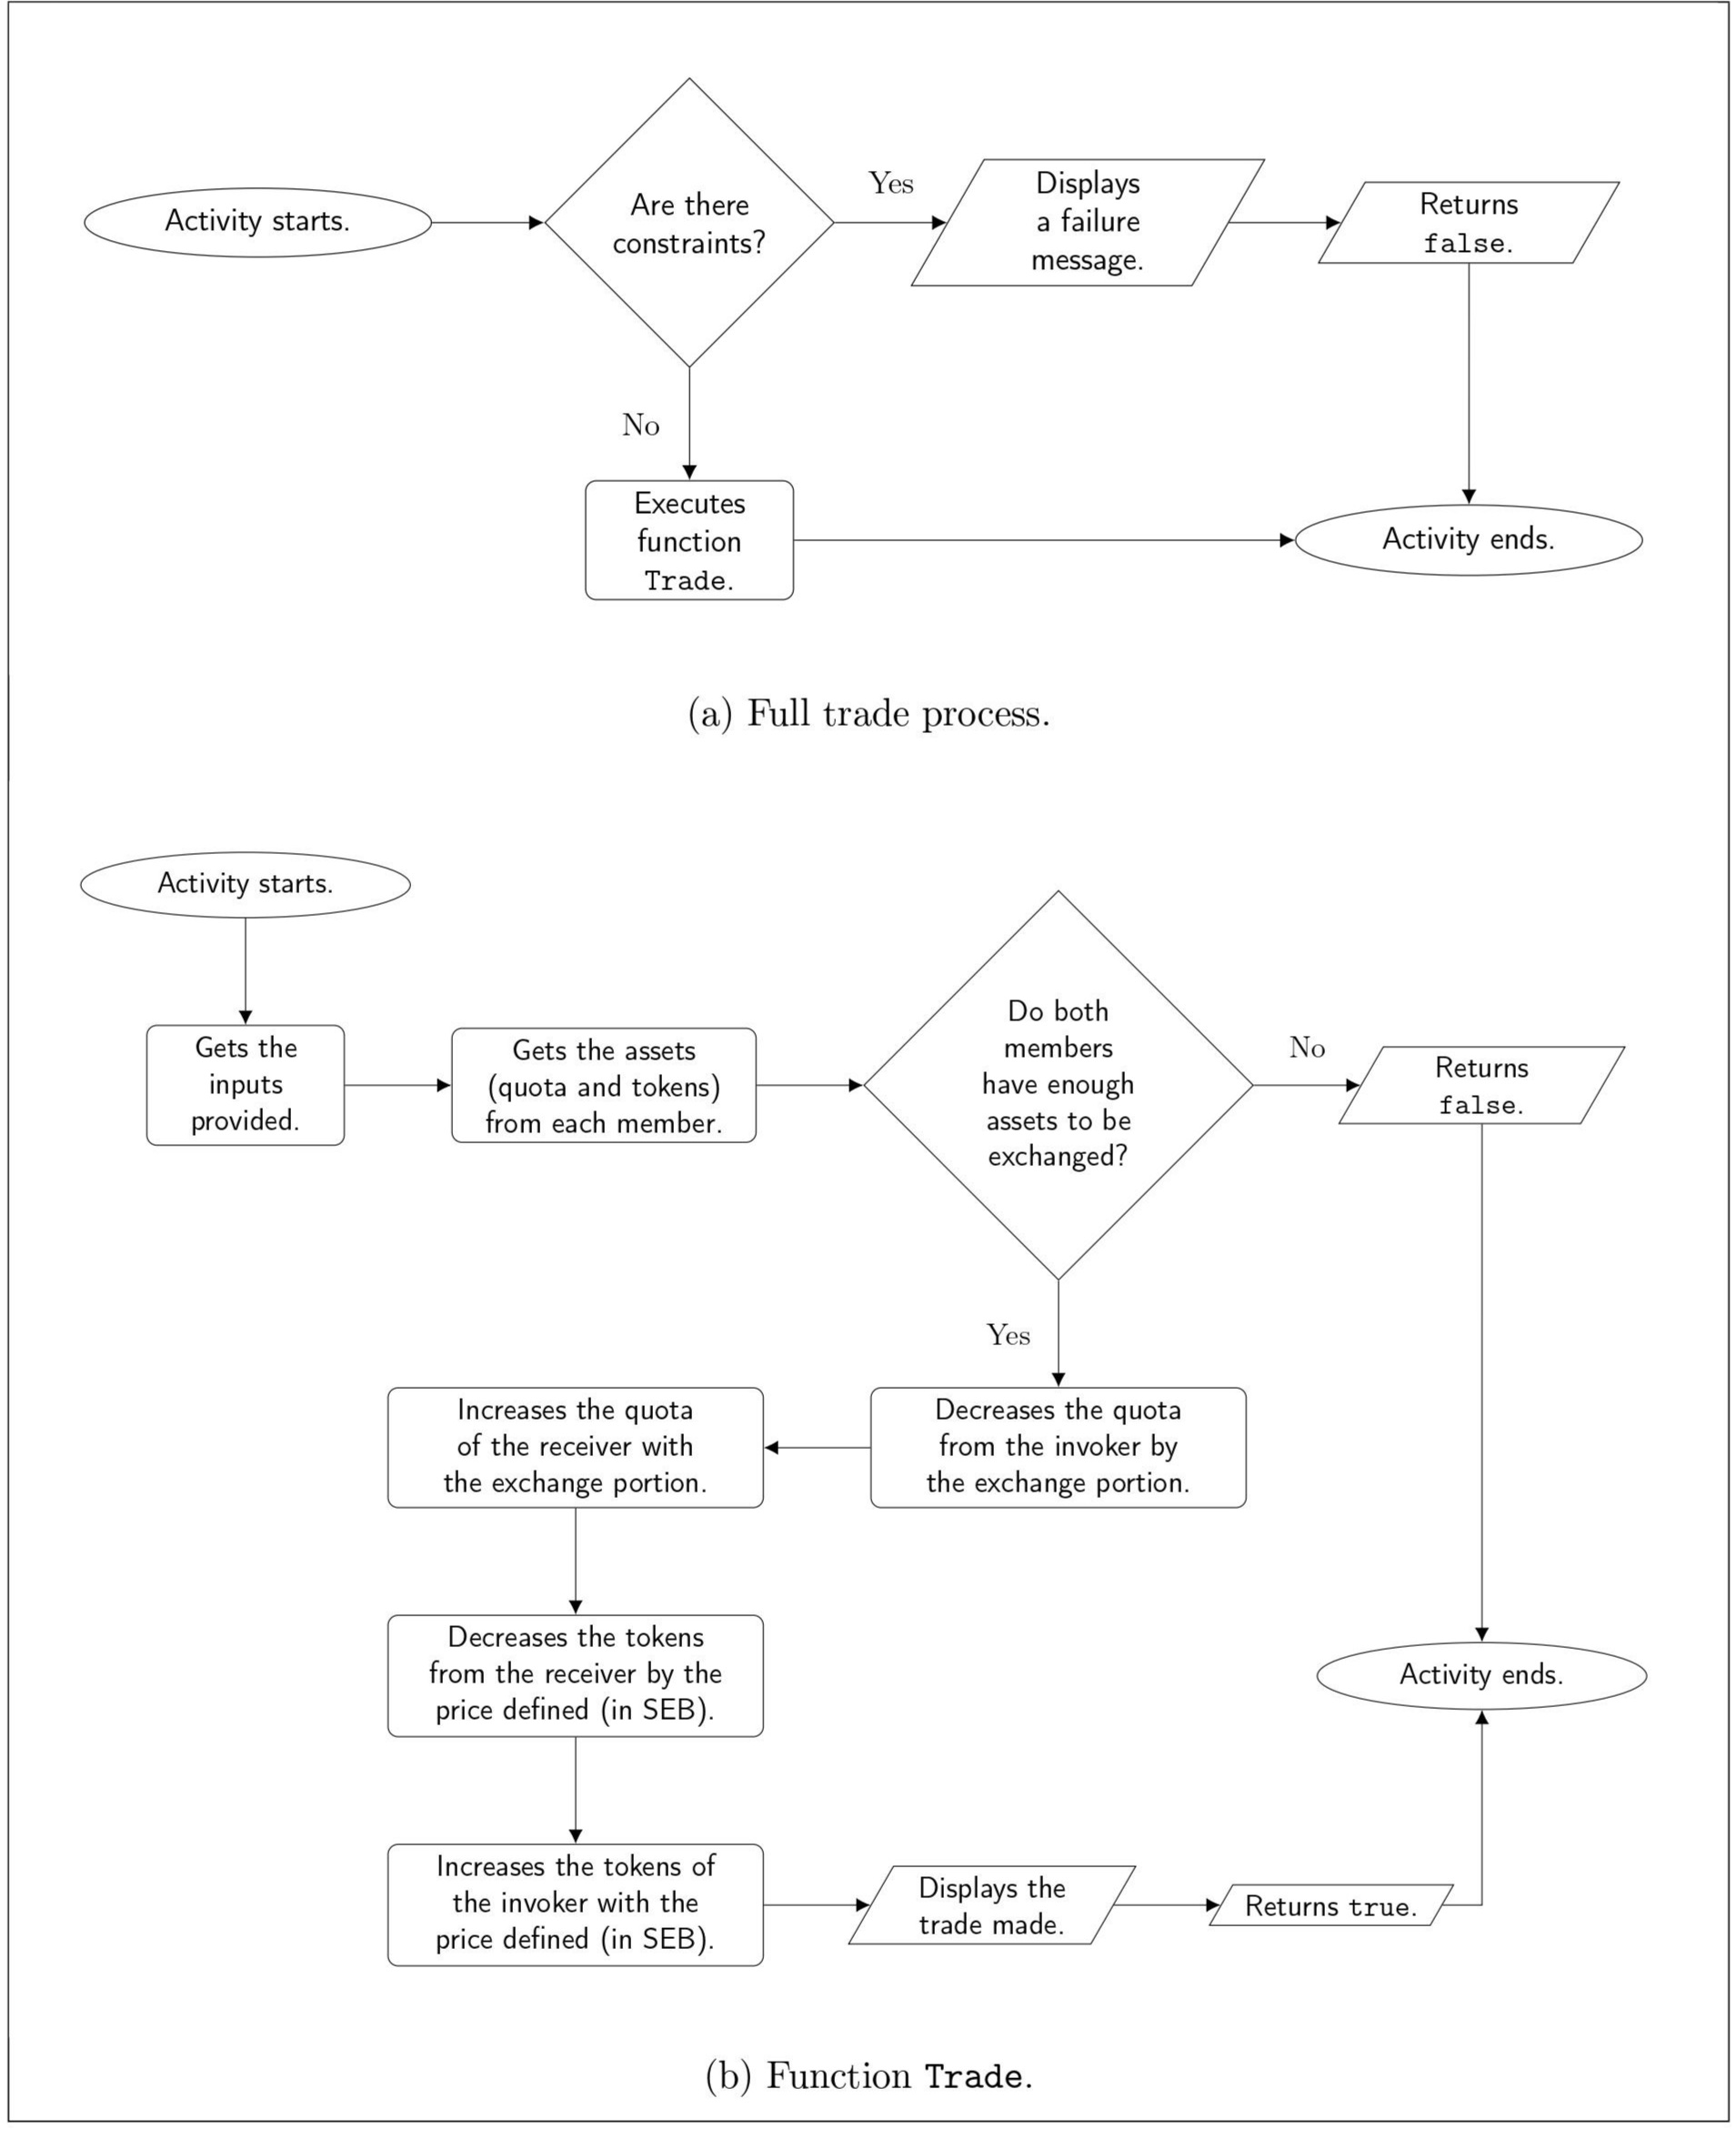 Activity starts.
Are there
constraints?
Yes
Displays
a failure
message.
Returns
false.
No
Executes
function
Trade.
Activity ends.
(a) Full trade process.
Activity starts.
Gets the
inputs
provided.
Gets the assets
(quota and tokens)
from each member.
Do both
members
have enough
assets to be
exchanged?
No
Returns
false.
Yes
Decreases the quota
from the invoker by
the exchange portion.
Increases the quota
of the receiver with
the exchange portion.
Decreases the tokens
from the receiver by the
price defined (in SEB).
Increases the tokens of
the invoker with the
price defined (in SEB).
Displays the
trade made.
Returns true.
Activity ends.
(b) Function Trade.